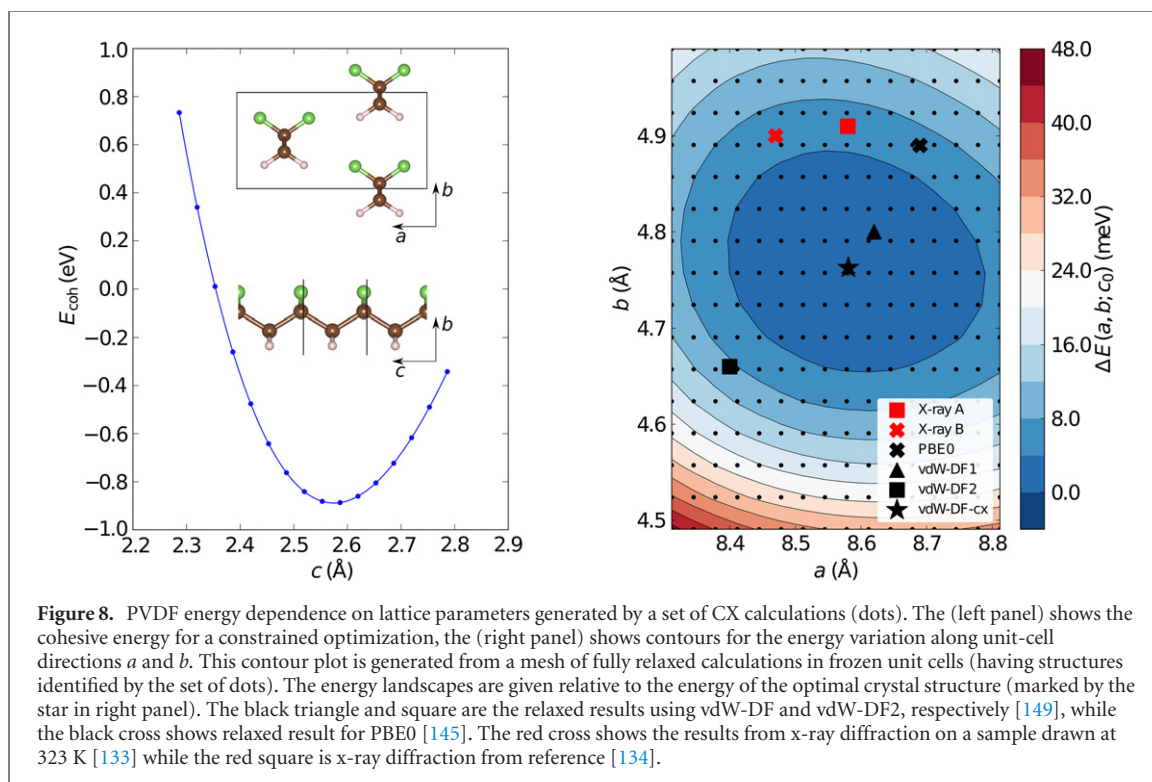 1.0
0.8
0.6
0.4
0.2
0.0
−0.2
−0.4
−0.6
−0.8
−1.0
E_coh (eV)
2.2 2.3 2.4 2.5 2.6 2.7 2.8 2.9
c (Å)
b
a
b
c
4.9
4.8
4.7
4.6
4.5
b (Å)
8.4 8.5 8.6 8.7 8.8
a (Å)
X-ray A
X-ray B
PBE0
vdW-DF1
vdW-DF2
vdW-DF-cx
48.0
40.0
32.0
24.0
16.0
8.0
0.0
ΔE(a, b; c₀) (meV)
Figure 8. PVDF energy dependence on lattice parameters generated by a set of CX calculations (dots). The (left panel) shows the
cohesive energy for a constrained optimization, the (right panel) shows contours for the energy variation along unit-cell
directions a and b. This contour plot is generated from a mesh of fully relaxed calculations in frozen unit cells (having structures
identified by the set of dots). The energy landscapes are given relative to the energy of the optimal crystal structure (marked by the
star in right panel). The black triangle and square are the relaxed results using vdW-DF and vdW-DF2, respectively [149], while
the black cross shows relaxed result for PBE0 [145]. The red cross shows the results from x-ray diffraction on a sample drawn at
323 K [133] while the red square is x-ray diffraction from reference [134].